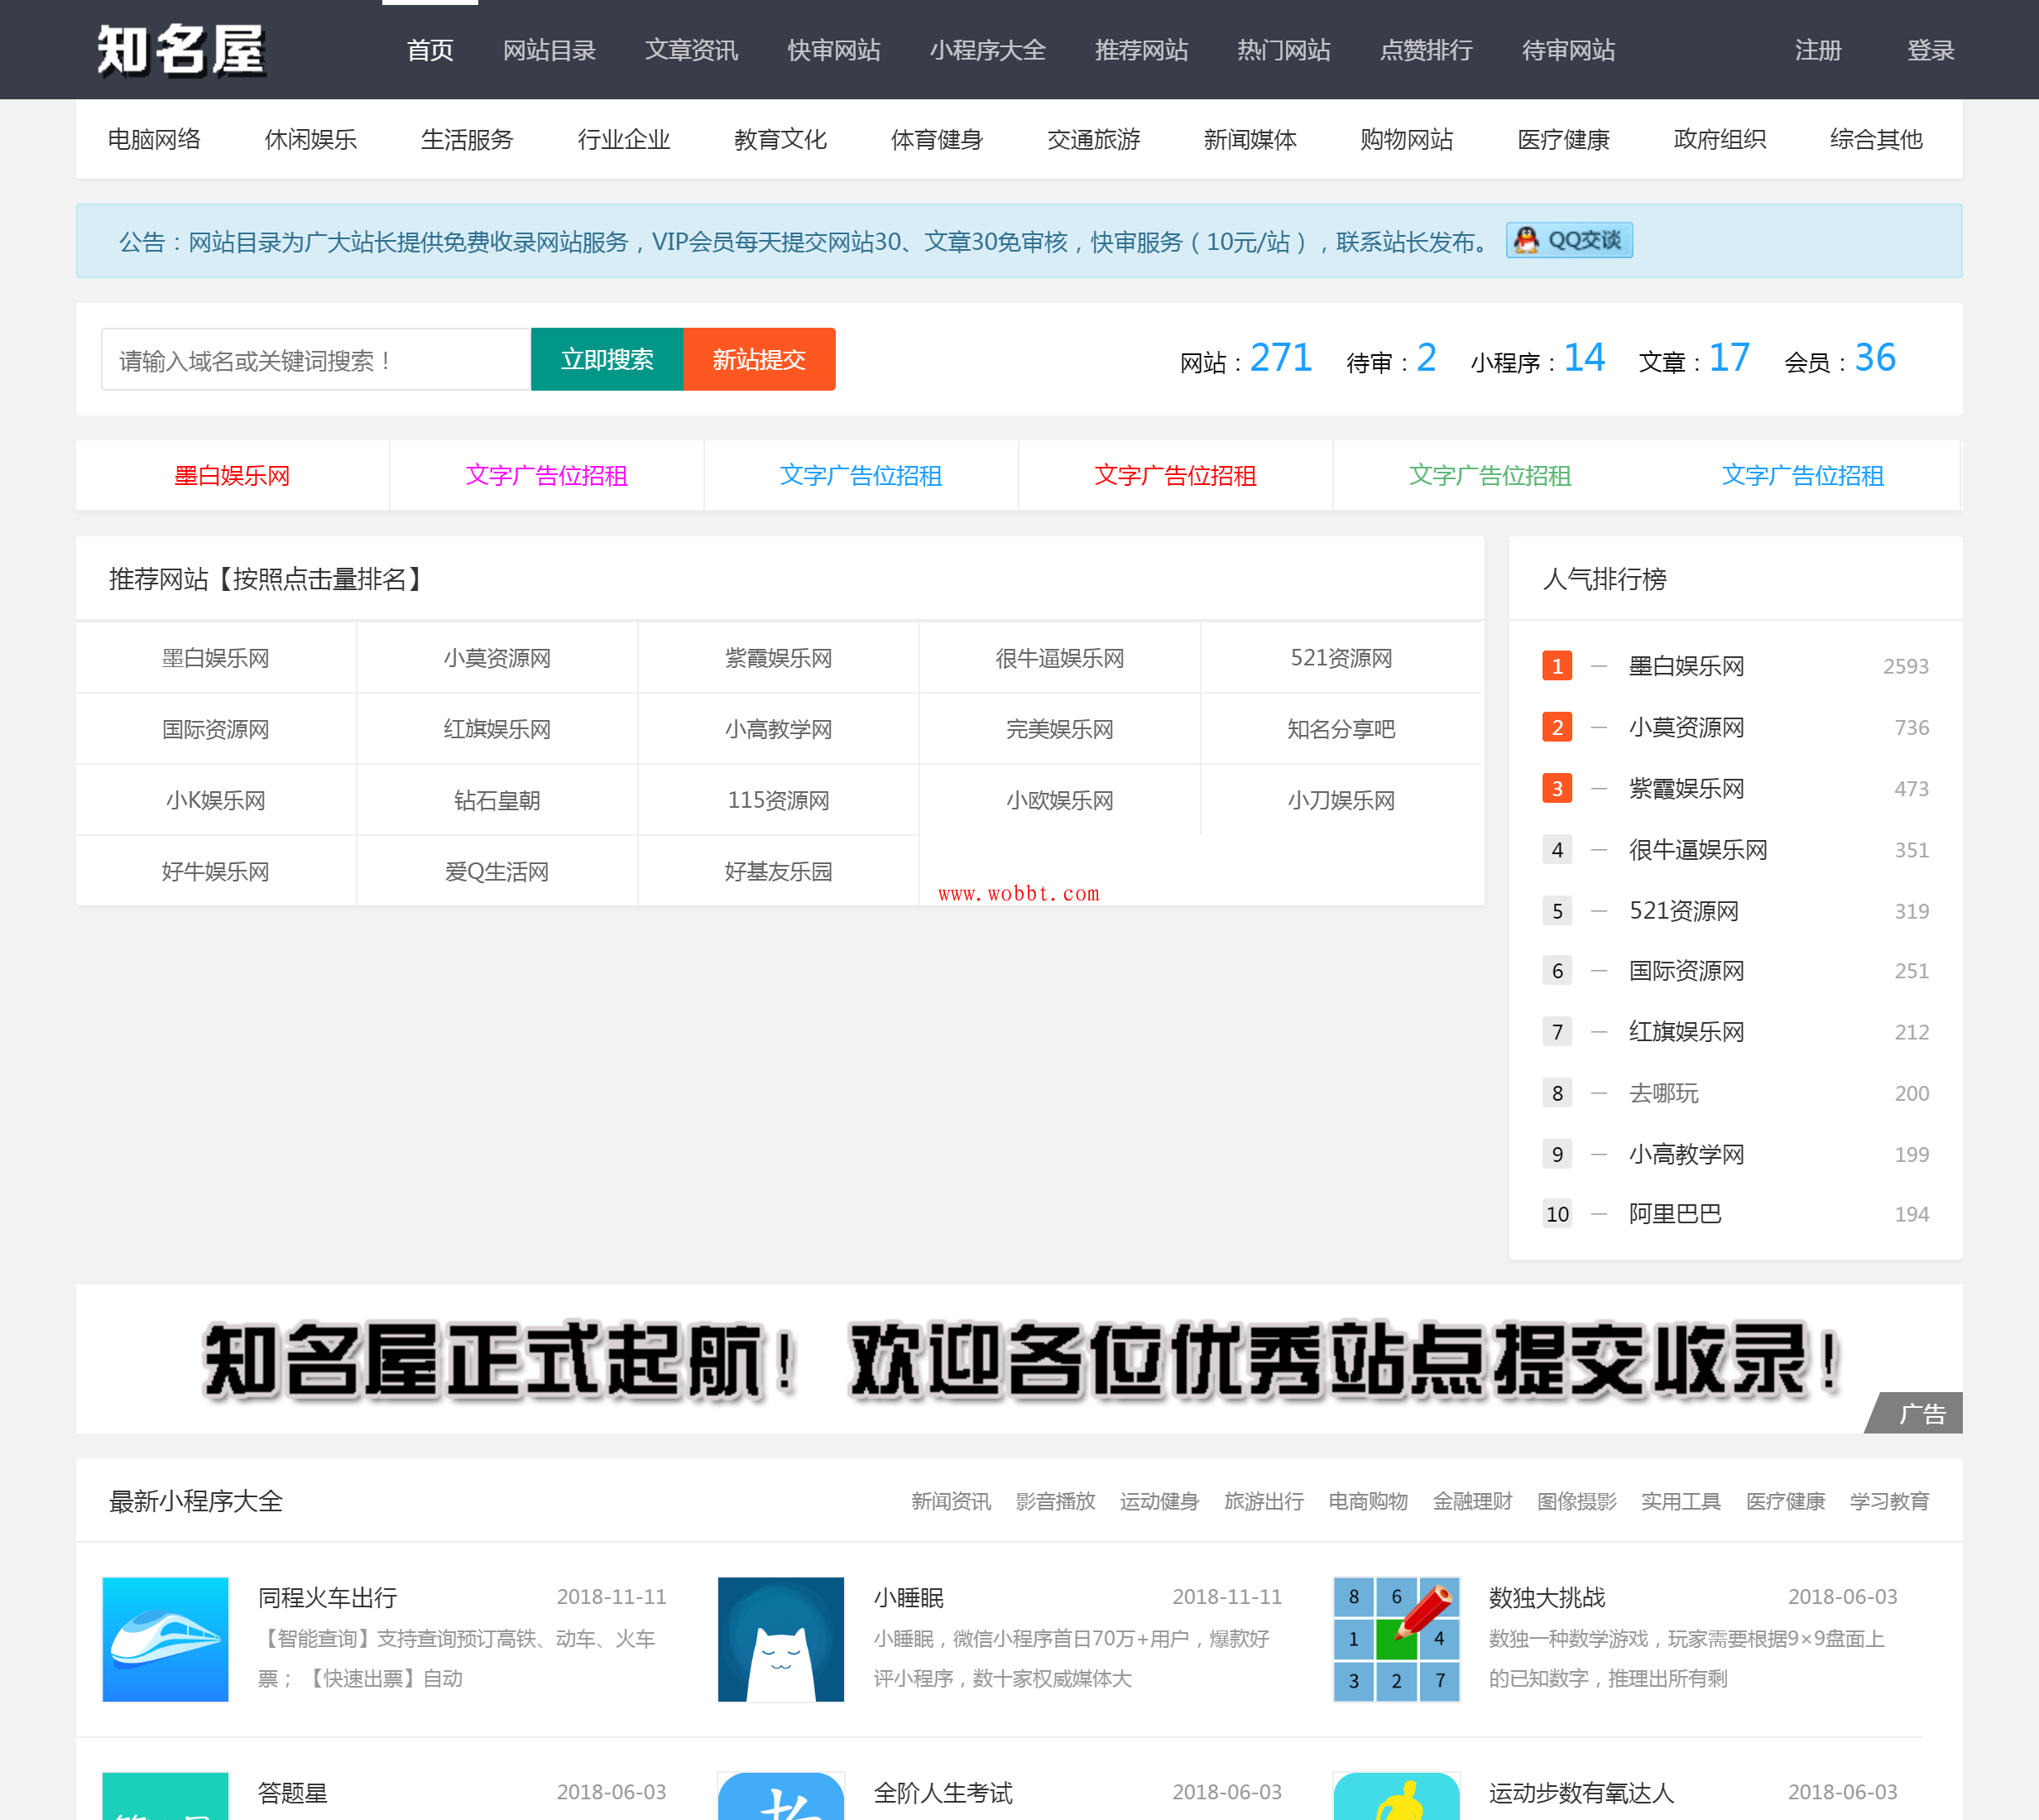 知名屋 首页 网站目录 文章资讯 快审网站 小程序大全 推荐网站 热门网站 点赞排行 待审网站 注册 登录
电脑网络 休闲娱乐 生活服务 行业企业 教育文化 体育健身 交通旅游 新闻媒体 购物网站 医疗健康 政府组织 综合其他
公告：网站目录为广大站长提供免费收录网站服务，VIP会员每天提交网站30、文章30免审核，快审服务（10元/站），联系站长发布。 QQ交谈
请输入域名或关键词搜索！ 立即搜索 新站提交 网站：271 待审：2 小程序：14 文章：17 会员：36
墨白娱乐网 文字广告位招租 文字广告位招租 文字广告位招租 文字广告位招租 文字广告位招租
推荐网站【按照点击量排名】
墨白娱乐网 小莫资源网 紫霞娱乐网 很牛逼娱乐网 521资源网
国际资源网 红旗娱乐网 小高教学网 完美娱乐网 知名分享吧
小K娱乐网 钻石皇朝 115资源网 小欧娱乐网 小刀娱乐网
好牛娱乐网 爱Q生活网 好基友乐园
www.wobbt.com
人气排行榜
1 — 墨白娱乐网 2593
2 — 小莫资源网 736
3 — 紫霞娱乐网 473
4 — 很牛逼娱乐网 351
5 — 521资源网 319
6 — 国际资源网 251
7 — 红旗娱乐网 212
8 — 去哪玩 200
9 — 小高教学网 199
10 — 阿里巴巴 194
知名屋正式起航！ 欢迎各位优秀站点提交收录！
广告
最新小程序大全 新闻资讯 影音播放 运动健身 旅游出行 电商购物 金融理财 图像摄影 实用工具 医疗健康 学习教育
同程火车出行 2018-11-11
【智能查询】支持查询预订高铁、动车、火车
票； 【快速出票】自动
小睡眠 2018-11-11
小睡眠，微信小程序首日70万+用户，爆款好
评小程序，数十家权威媒体大
8 6
1 4
3 2 7
数独大挑战 2018-06-03
数独一种数学游戏，玩家需要根据9×9盘面上
的已知数字，推理出所有剩
答题星 2018-06-03
全阶人生考试 2018-06-03
运动步数有氧达人 2018-06-03